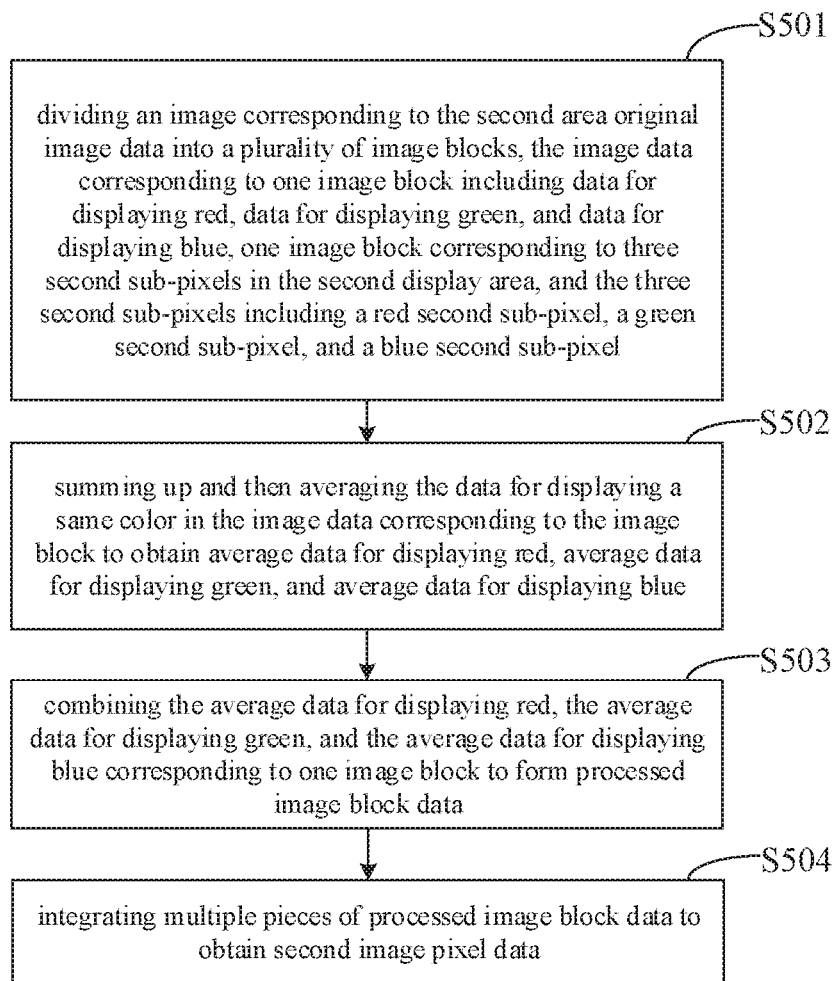 S501
dividing an image corresponding to the second area original
image data into a plurality of image blocks, the image data
corresponding to one image block including data for
displaying red, data for displaying green, and data for
displaying blue, one image block corresponding to three
second sub-pixels in the second display area, and the three
second sub-pixels including a red second sub-pixel, a green
second sub-pixel, and a blue second sub-pixel
S502
summing up and then averaging the data for displaying a
same color in the image data corresponding to the image
block to obtain average data for displaying red, average data
for displaying green, and average data for displaying blue
S503
combining the average data for displaying red, the average
data for displaying green, and the average data for displaying
blue corresponding to one image block to form processed
image block data
S504
integrating multiple pieces of processed image block data to
obtain second image pixel data